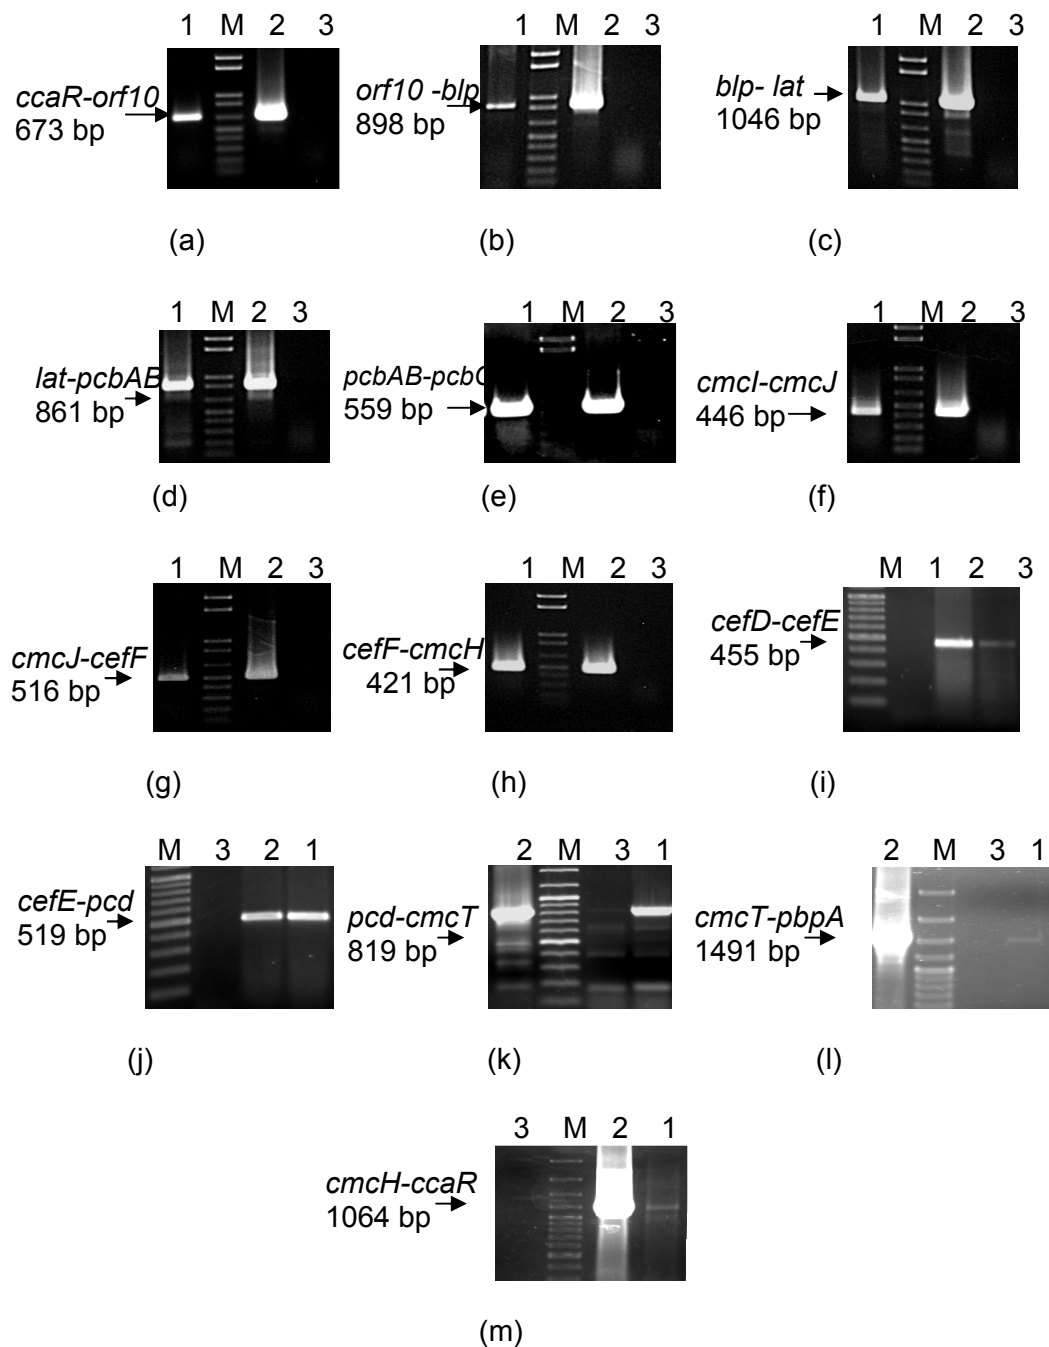 1 M 2 3
1 M 2 3
1 M 2 3
ccaR-orf10
673 bp
orf10 -blp
898 bp
blp- lat
1046 bp
(a)
(b)
(c)
1 M 2 3
1 M 2 3
1 M 2 3
lat-pcbAB
861 bp
pcbAB-pcbC
559 bp
cmcI-cmcJ
446 bp
(d)
(e)
(f)
1 M 2 3
1 M 2 3
M 1 2 3
cmcJ-cefF
516 bp
cefF-cmcH
421 bp
cefD-cefE
455 bp
(g)
(h)
(i)
M 3 2 1
2 M 3 1
2 M 3 1
cefE-pcd
519 bp
pcd-cmcT
819 bp
cmcT-pbpA
1491 bp
(j)
(k)
(l)
3 M 2 1
cmcH-ccaR
1064 bp
(m)